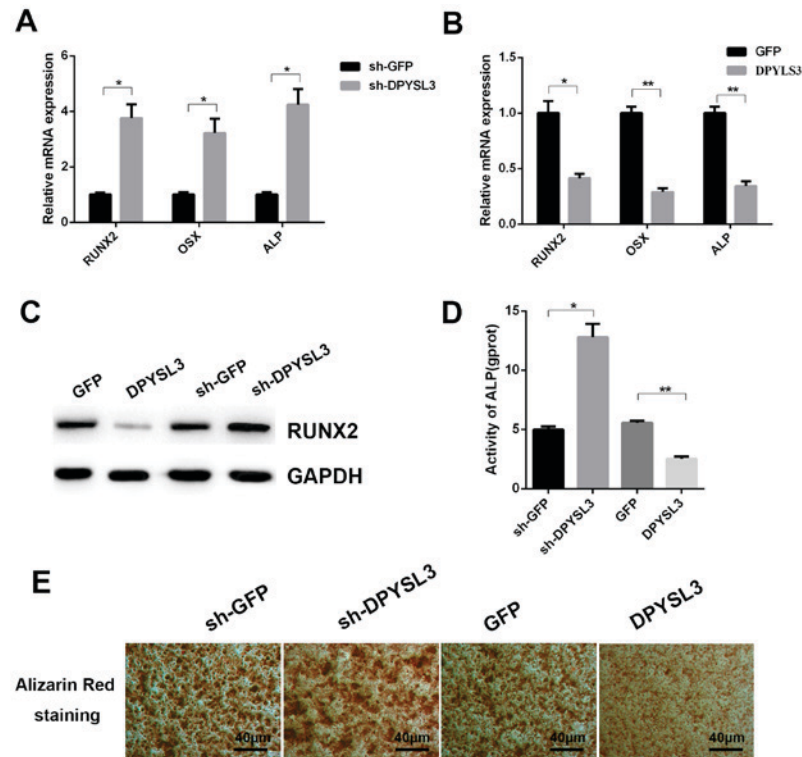 A
Relative mRNA expression
6
4
2
0
* * *
sh-GFP
sh-DPYSL3
RUNX2 OSX ALP
B
Relative mRNA expression
1.5
1.0
0.5
0.0
* ** **
GFP
DPYLS3
RUNX2 OSX ALP
C
GFP DPYSL3 sh-GFP sh-DPYSL3
RUNX2
GAPDH
D
Activity of ALP(gprot)
15
10
5
0
* **
sh-GFP sh-DPYSL3 GFP DPYSL3
E
sh-GFP sh-DPYSL3 GFP DPYSL3
Alizarin Red
staining
40μm 40μm 40μm 40μm